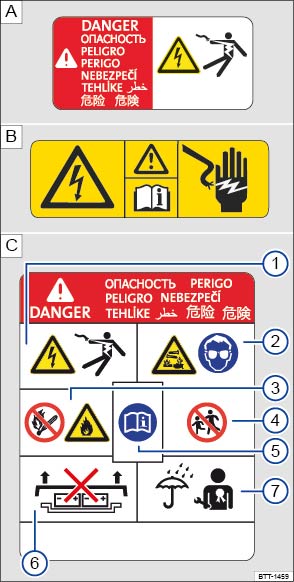 A
DANGER
ОПАСНОСТЬ
PELIGRO
PERIGO
NEBEZPEČÍ
TEHLİKE خطر
危险 危険
B
C
1
ОПАСНОСТЬ PERIGO
PELIGRO NEBEZPEČÍ
DANGER TEHLİKE خطر 危险 危険
2
3
4
5
6
7
BTT-1459